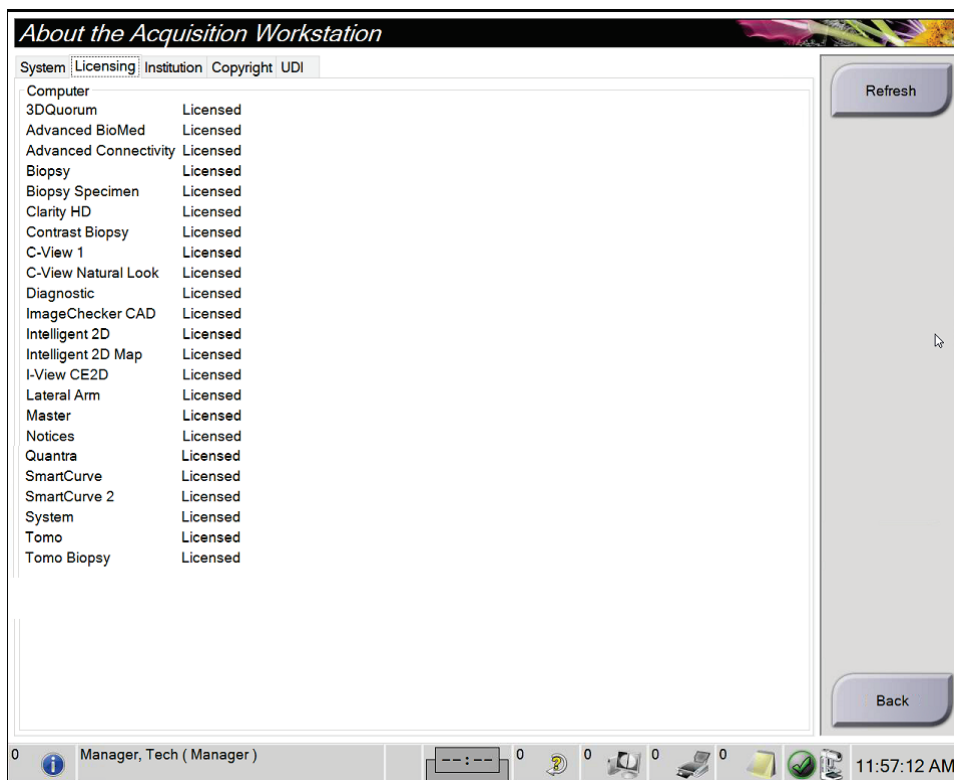 About the Acquisition Workstation
System Licensing Institution Copyright UDI
Refresh
Computer
3DQuorum Licensed
Advanced BioMed Licensed
Advanced Connectivity Licensed
Biopsy Licensed
Biopsy Specimen Licensed
Clarity HD Licensed
Contrast Biopsy Licensed
C-View 1 Licensed
C-View Natural Look Licensed
Diagnostic Licensed
ImageChecker CAD Licensed
Intelligent 2D Licensed
Intelligent 2D Map Licensed
I-View CE2D Licensed
Lateral Arm Licensed
Master Licensed
Notices Licensed
Quantra Licensed
SmartCurve Licensed
SmartCurve 2 Licensed
System Licensed
Tomo Licensed
Tomo Biopsy Licensed
Back
0 Manager, Tech ( Manager ) --:-- 0 0 0 0 11:57:12 AM